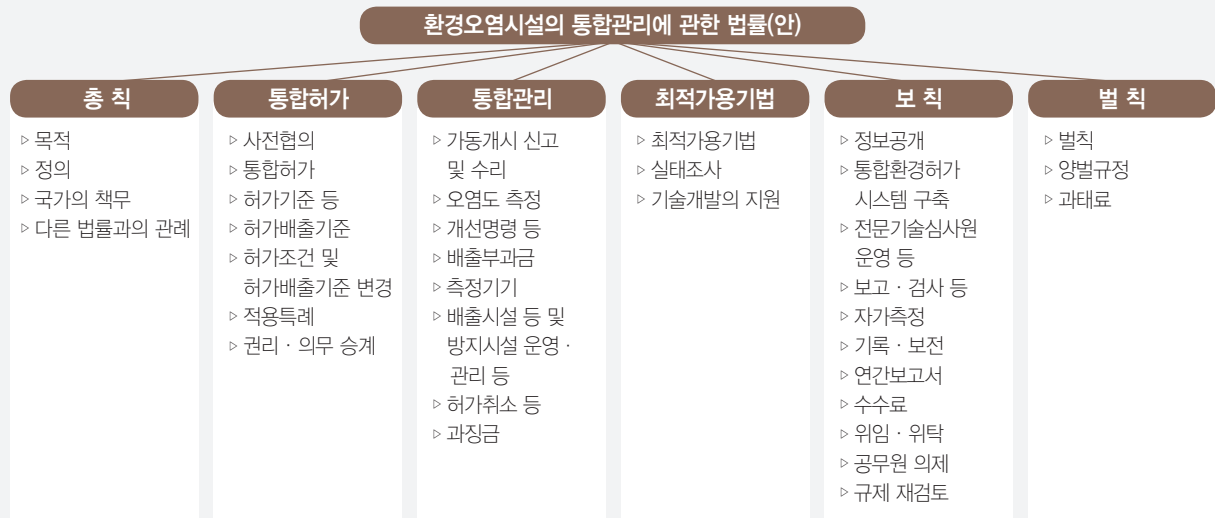 환경오염시설의 통합관리에 관한 법률(안)
총 칙
▹ 목적
▹ 정의
▹ 국가의 책무
▹ 다른 법률과의 관례
통합허가
▹ 사전협의
▹ 통합허가
▹ 허가기준 등
▹ 허가배출기준
▹ 허가조건 및
허가배출기준 변경
▹ 적용특례
▹ 권리 · 의무 승계
통합관리
▹ 가동개시 신고
및 수리
▹ 오염도 측정
▹ 개선명령 등
▹ 배출부과금
▹ 측정기기
▹ 배출시설 등 및
방지시설 운영 ·
관리 등
▹ 허가취소 등
▹ 과징금
최적가용기법
▹ 최적가용기법
▹ 실태조사
▹ 기술개발의 지원
보 칙
▹ 정보공개
▹ 통합환경허가
시스템 구축
▹ 전문기술심사원
운영 등
▹ 보고 · 검사 등
▹ 자가측정
▹ 기록 · 보전
▹ 연간보고서
▹ 수수료
▹ 위임 · 위탁
▹ 공무원 의제
▹ 규제 재검토
벌 칙
▹ 벌칙
▹ 양벌규정
▹ 과태료